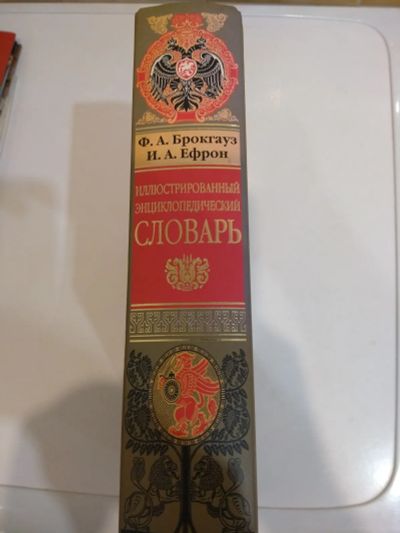 Ф. А. Брокгауз
И. А. Ефрон
ИЛЛЮСТРИРОВАННЫЙ
ЭНЦИКЛОПЕДИЧЕСКИЙ
СЛОВАРЬ